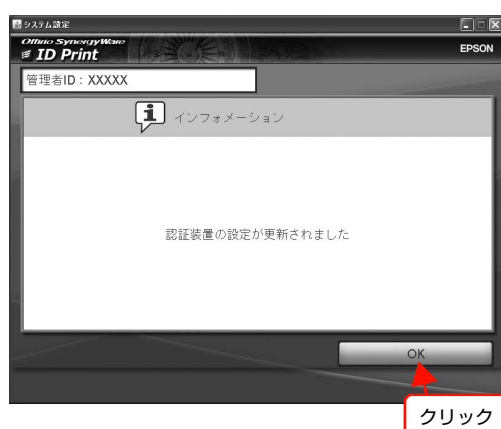 システム設定
Offirio SynergyWare
ID Print
EPSON
管理者ID：XXXXX
インフォメーション
認証装置の設定が更新されました
OK
クリック